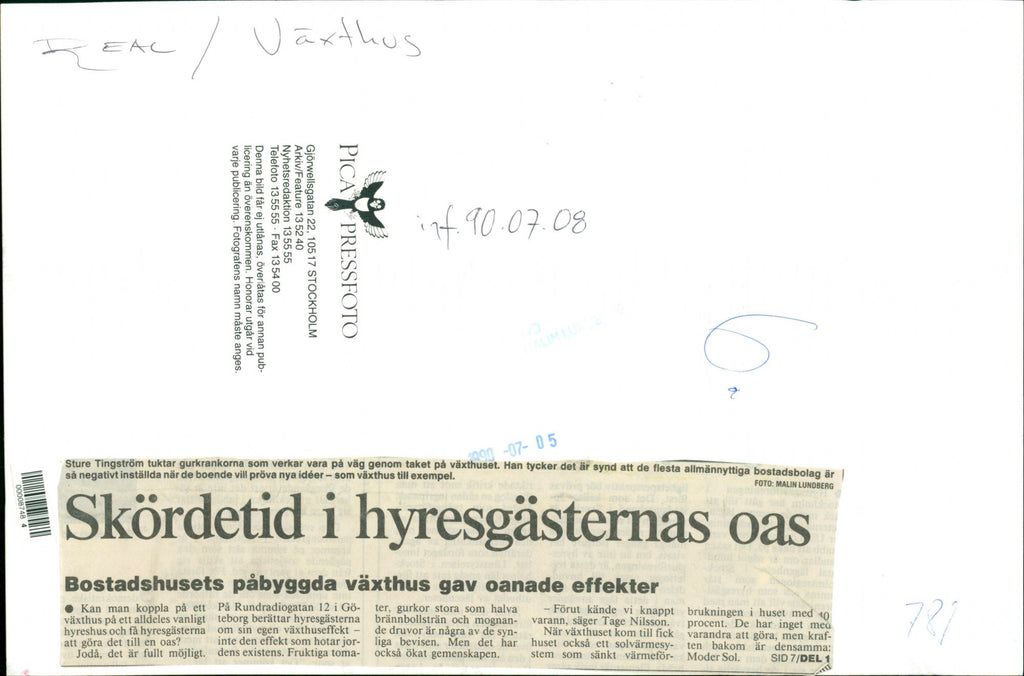 REAL / Växthus
PICA PRESSFOTO
Gjörwellsgatan 22, 105 17 STOCKHOLM
Arkiv/Feature 13 52 40
Nyhetsredaktion 13 55 55
Telefoto 13 55 55 · Fax 13 54 00
Denna bild får ej utlånas, överlåtas för annan pub-
licering än överenskommen. Honorar utgår vid
varje publicering. Fotografens namn måste anges.
inf. 90.07.08
MALIN
1990 -07- 05
00008748 4
Sture Tingström tuktar gurkrankorna som verkar vara på väg genom taket på växthuset. Han tycker det är synd att de flesta allmännyttiga bostadsbolag är
så negativt inställda när de boende vill pröva nya idéer – som växthus till exempel.
FOTO: MALIN LUNDBERG
Skördetid i hyresgästernas oas
Bostadshusets påbyggda växthus gav oanade effekter
● Kan man koppla på ett
växthus på ett alldeles vanligt
hyreshus och få hyresgästerna
att göra det till en oas?
Jodå, det är fullt möjligt.
På Rundradiogatan 12 i Gö-
teborg berättar hyresgästerna
om sin egen växthuseffekt –
inte den effekt som hotar jor-
dens existens. Fruktiga toma-
ter, gurkor stora som halva
brännbollsträn och mognan-
de druvor är några av de syn-
liga bevisen. Men det har
också ökat gemenskapen.
– Förut kände vi knappt
varann, säger Tage Nilsson.
När växthuset kom till fick
huset också ett solvärmesy-
stem som sänkt värmeför-
brukningen i huset med 40
procent. De har inget med
varandra att göra, men kraf-
ten bakom är densamma:
Moder Sol. SID 7/DEL 1